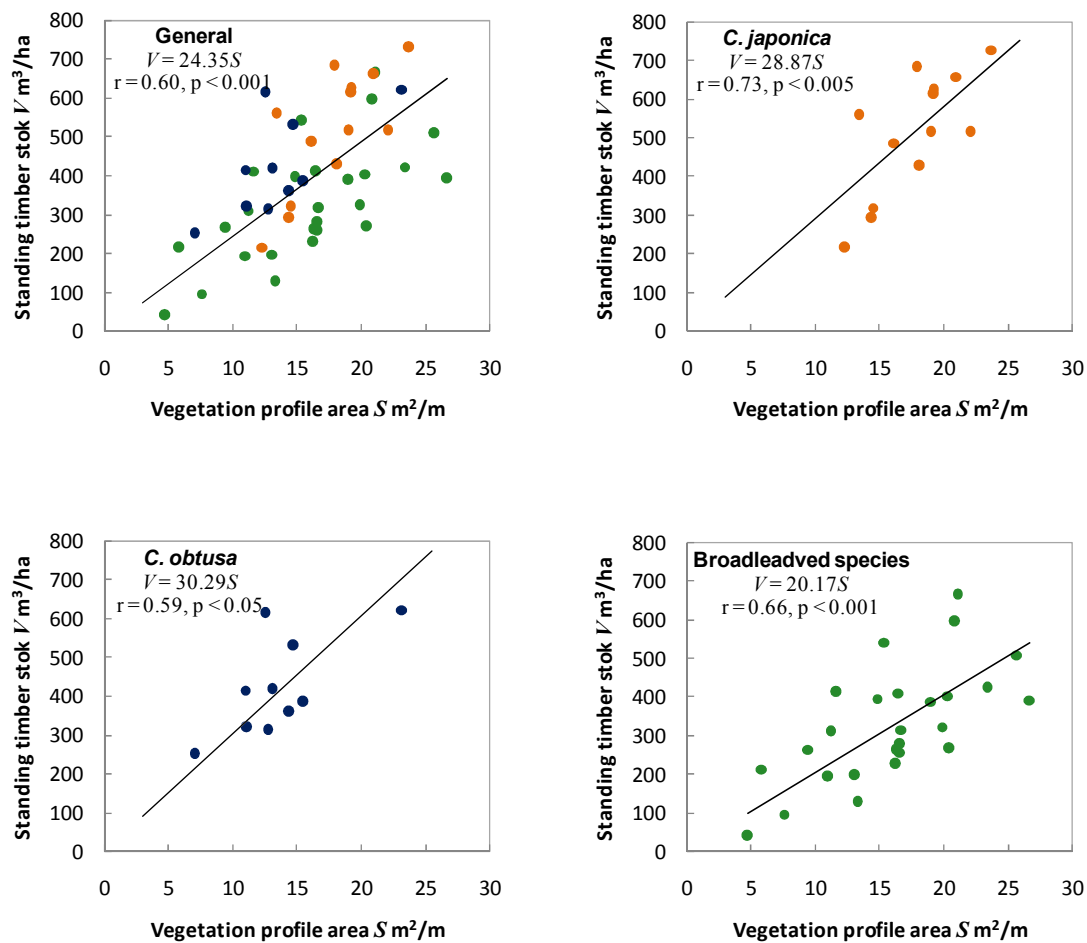 General
V=24.35S
r=0.60, p<0.001
Standing timber stok V m³/ha
800
700
600
500
400
300
200
100
0
0 5 10 15 20 25 30
Vegetation profile area S m²/m
C. japonica
V=28.87S
r=0.73, p<0.005
Standing timber stok V m³/ha
800
700
600
500
400
300
200
100
0
0 5 10 15 20 25 30
Vegetation profile area S m²/m
C. obtusa
V=30.29S
r=0.59, p<0.05
Standing timber stok V m³/ha
800
700
600
500
400
300
200
100
0
0 5 10 15 20 25 30
Vegetation profile area S m²/m
Broadleadved species
V=20.17S
r=0.66, p<0.001
Standing timber stok V m³/ha
800
700
600
500
400
300
200
100
0
0 5 10 15 20 25 30
Vegetation profile area S m²/m